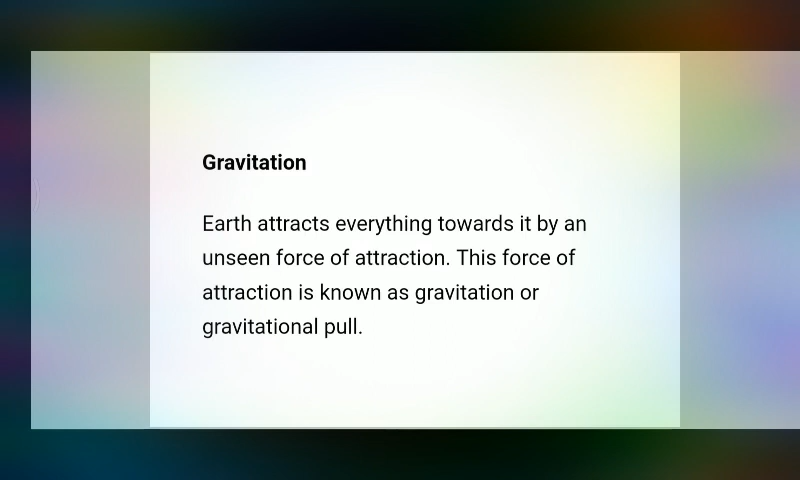 Gravitation
Earth attracts everything towards it by an
unseen force of attraction. This force of
attraction is known as gravitation or
gravitational pull.